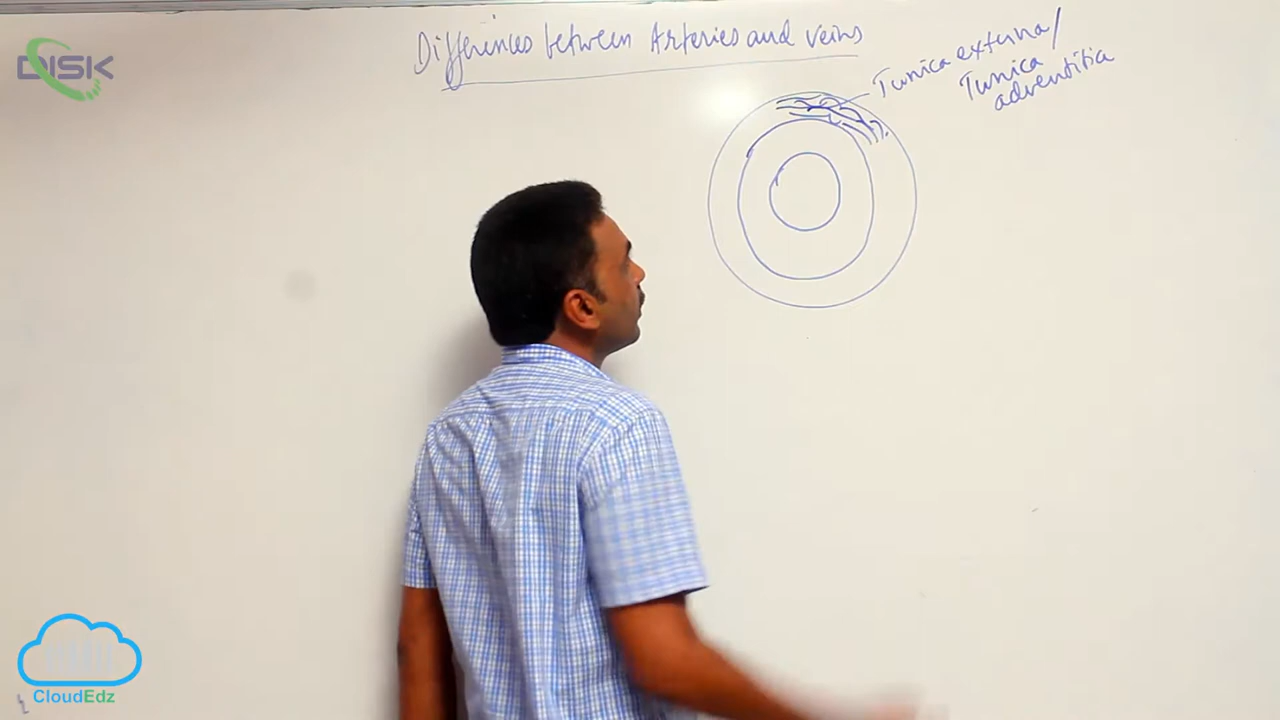 DISK
Differences between Arteries and veins
Tunica externa/
Tunica
adventitia
CloudEdz